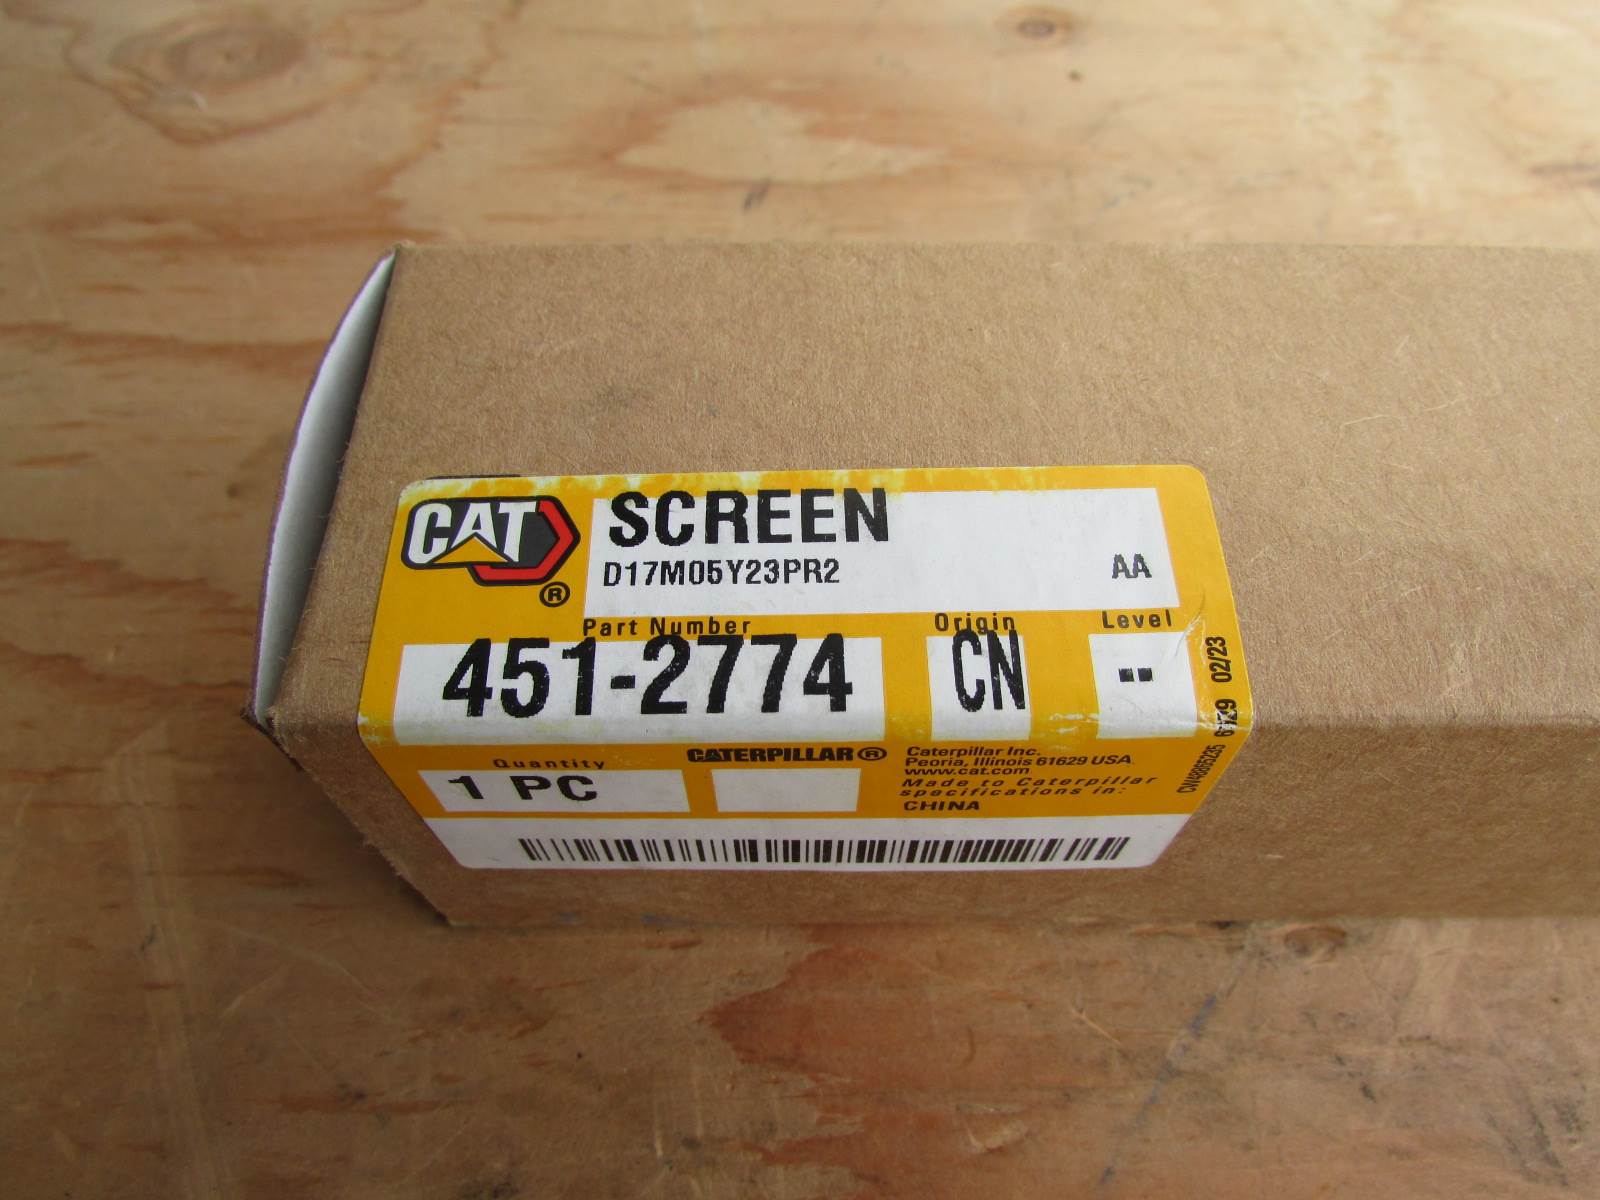 CAT
®
SCREEN
D17M05Y23PR2
AA
Part Number
Origin
Level
451-2774
CN
--
02/23
Quantity
1 PC
CATERPILLAR®
Caterpillar Inc.
Peoria, Illinois 61629 USA.
www.cat.com
Made to Caterpillar
specifications in:
CHINA